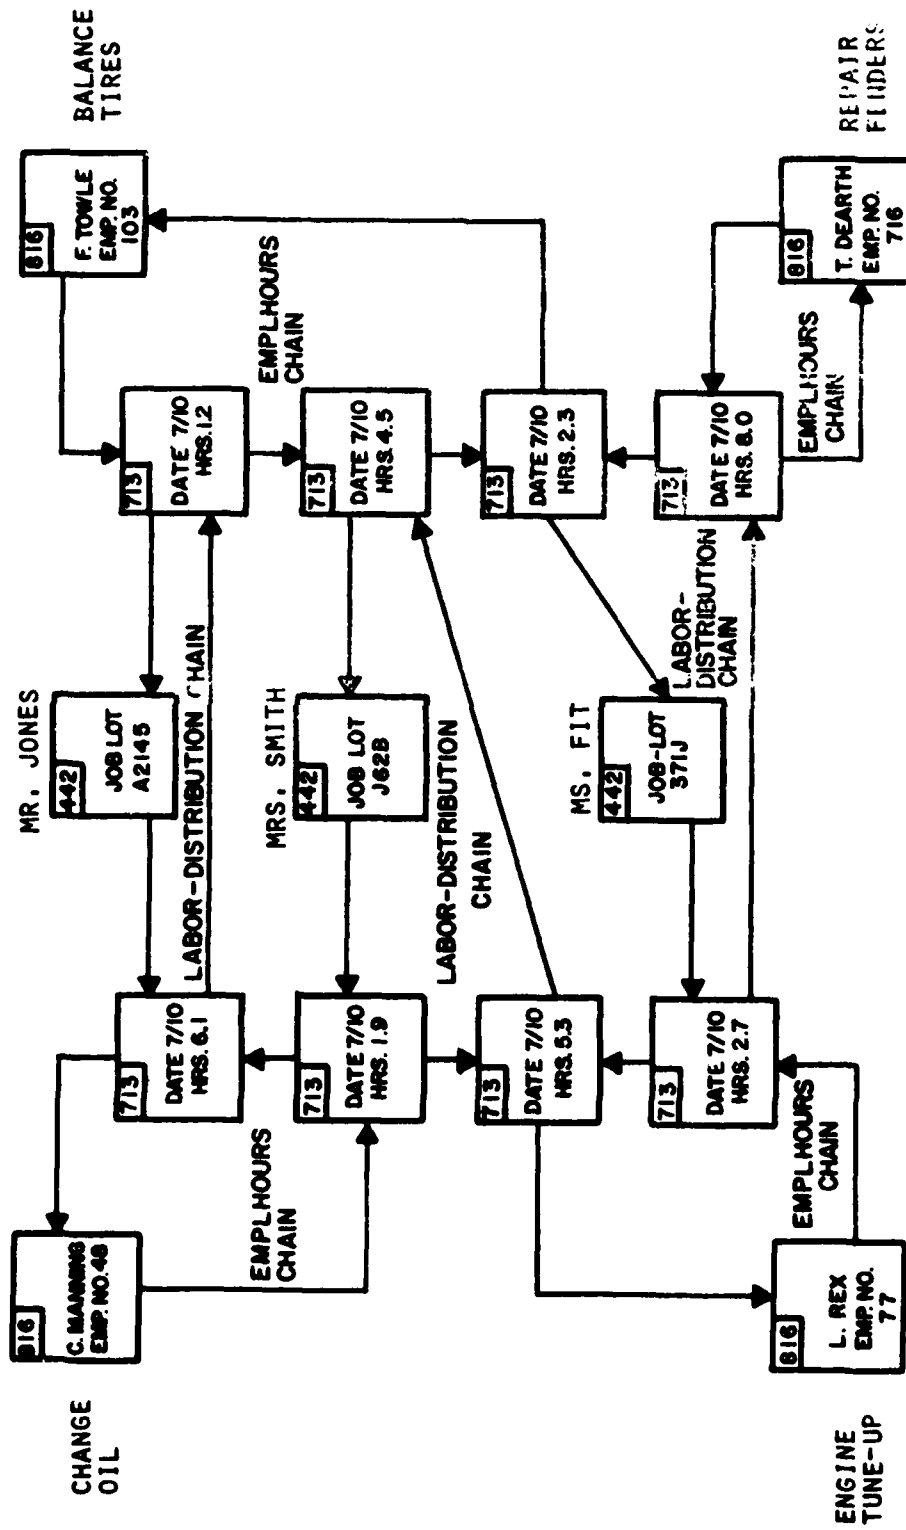 CHANGE
OIL
816
C. MANNING
EMP. NO. 48
EMPLHOURS
CHAIN
713
DATE 7/10
HRS. 6.1
LABOR-DISTRIBUTION CHAIN
MR. JONES
442
JOB LOT
A2145
713
DATE 7/10
HRS. 1.2
816
F. TOWLE
EMP. NO.
103
BALANCE
TIRES
EMPLHOURS
CHAIN
713
DATE 7/10
HRS. 1.9
MRS. SMITH
442
JOB LOT
J62B
713
DATE 7/10
HRS. 4.5
LABOR-DISTRIBUTION
CHAIN
713
DATE 7/10
HRS. 5.3
713
DATE 7/10
HRS. 2.3
MS. FIT
442
JOB-LOT
371J
LABOR-
DISTRIBUTION
CHAIN
713
DATE 7/10
HRS. 2.7
713
DATE 7/10
HRS. 8.0
ENGINE
TUNE-UP
816
L. REX
EMP. NO.
77
EMPLHOURS
CHAIN
EMPLHOURS
CHAIN
816
T. DEARTH
EMP. NO.
716
REPAIR
FENDERS